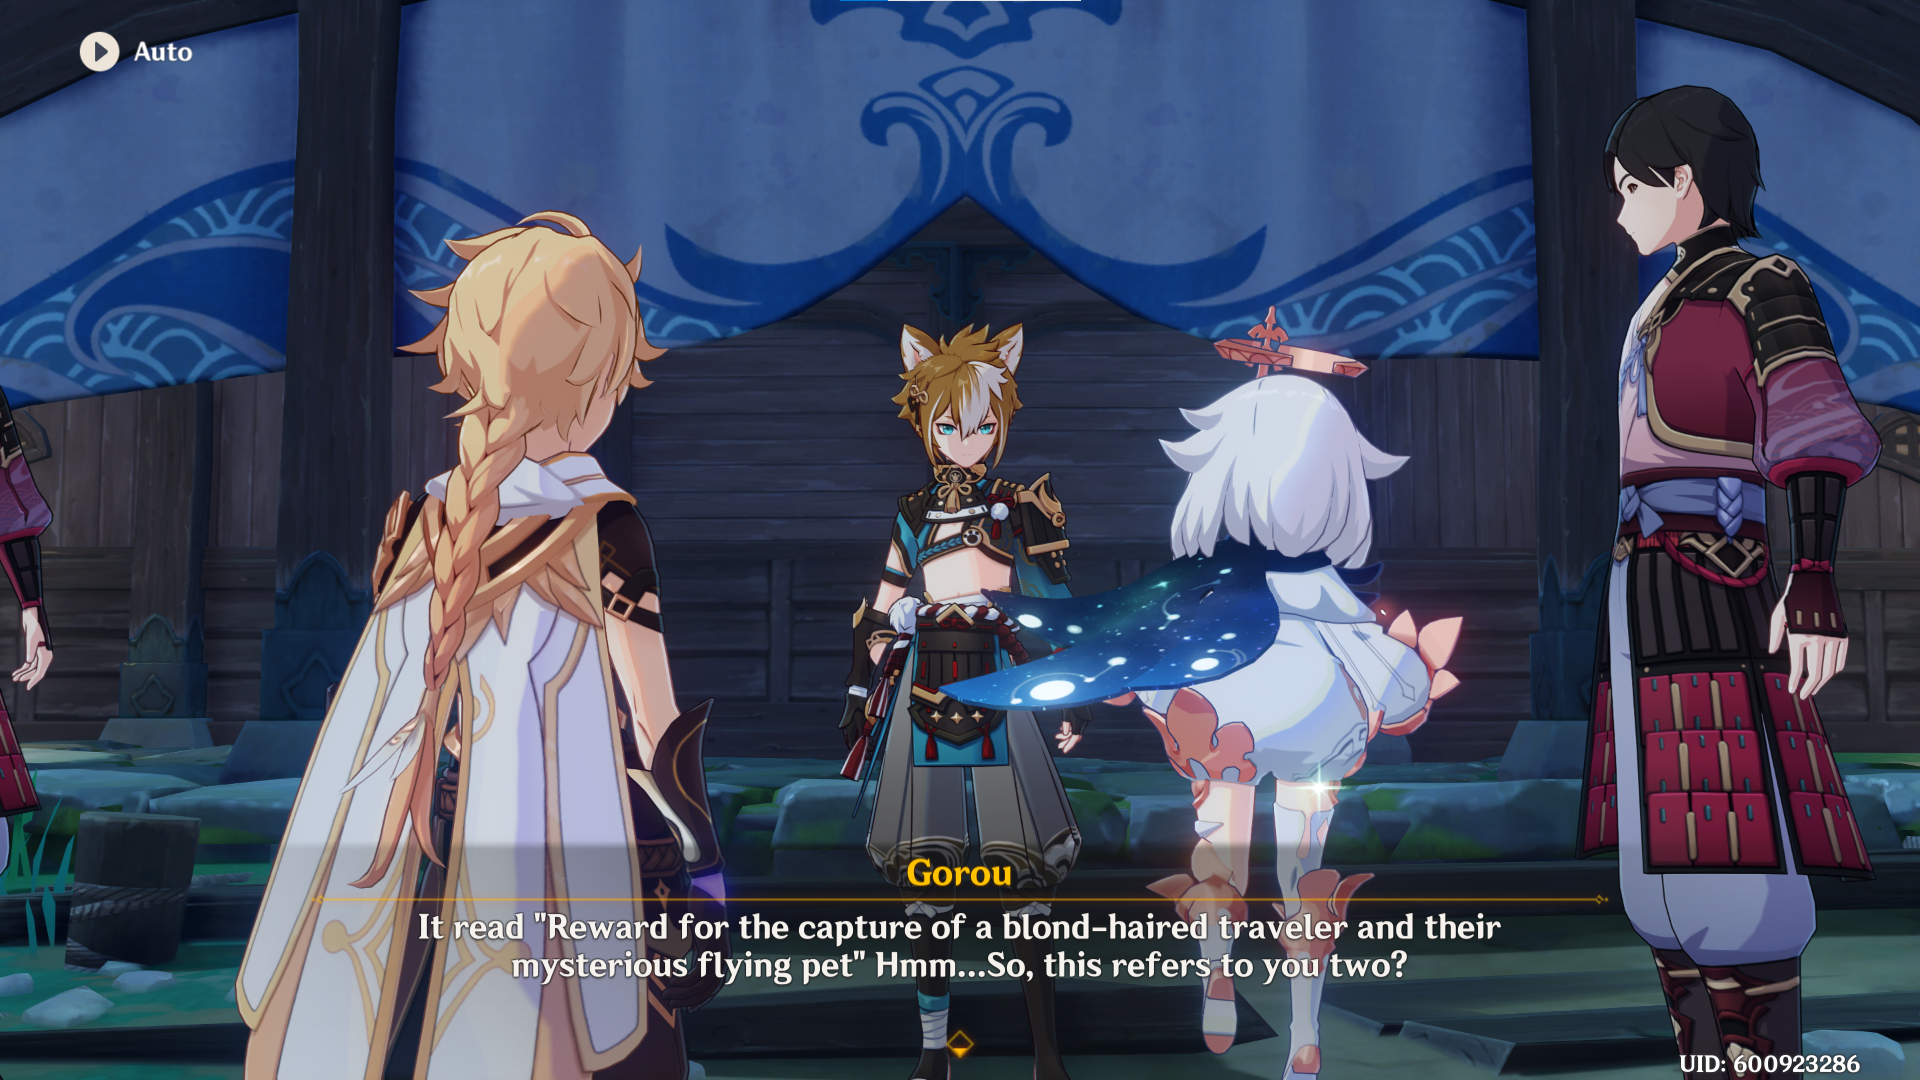 Auto
Gorou
It read "Reward for the capture of a blond-haired traveler and their
mysterious flying pet" Hmm...So, this refers to you two?
UID: 600923286